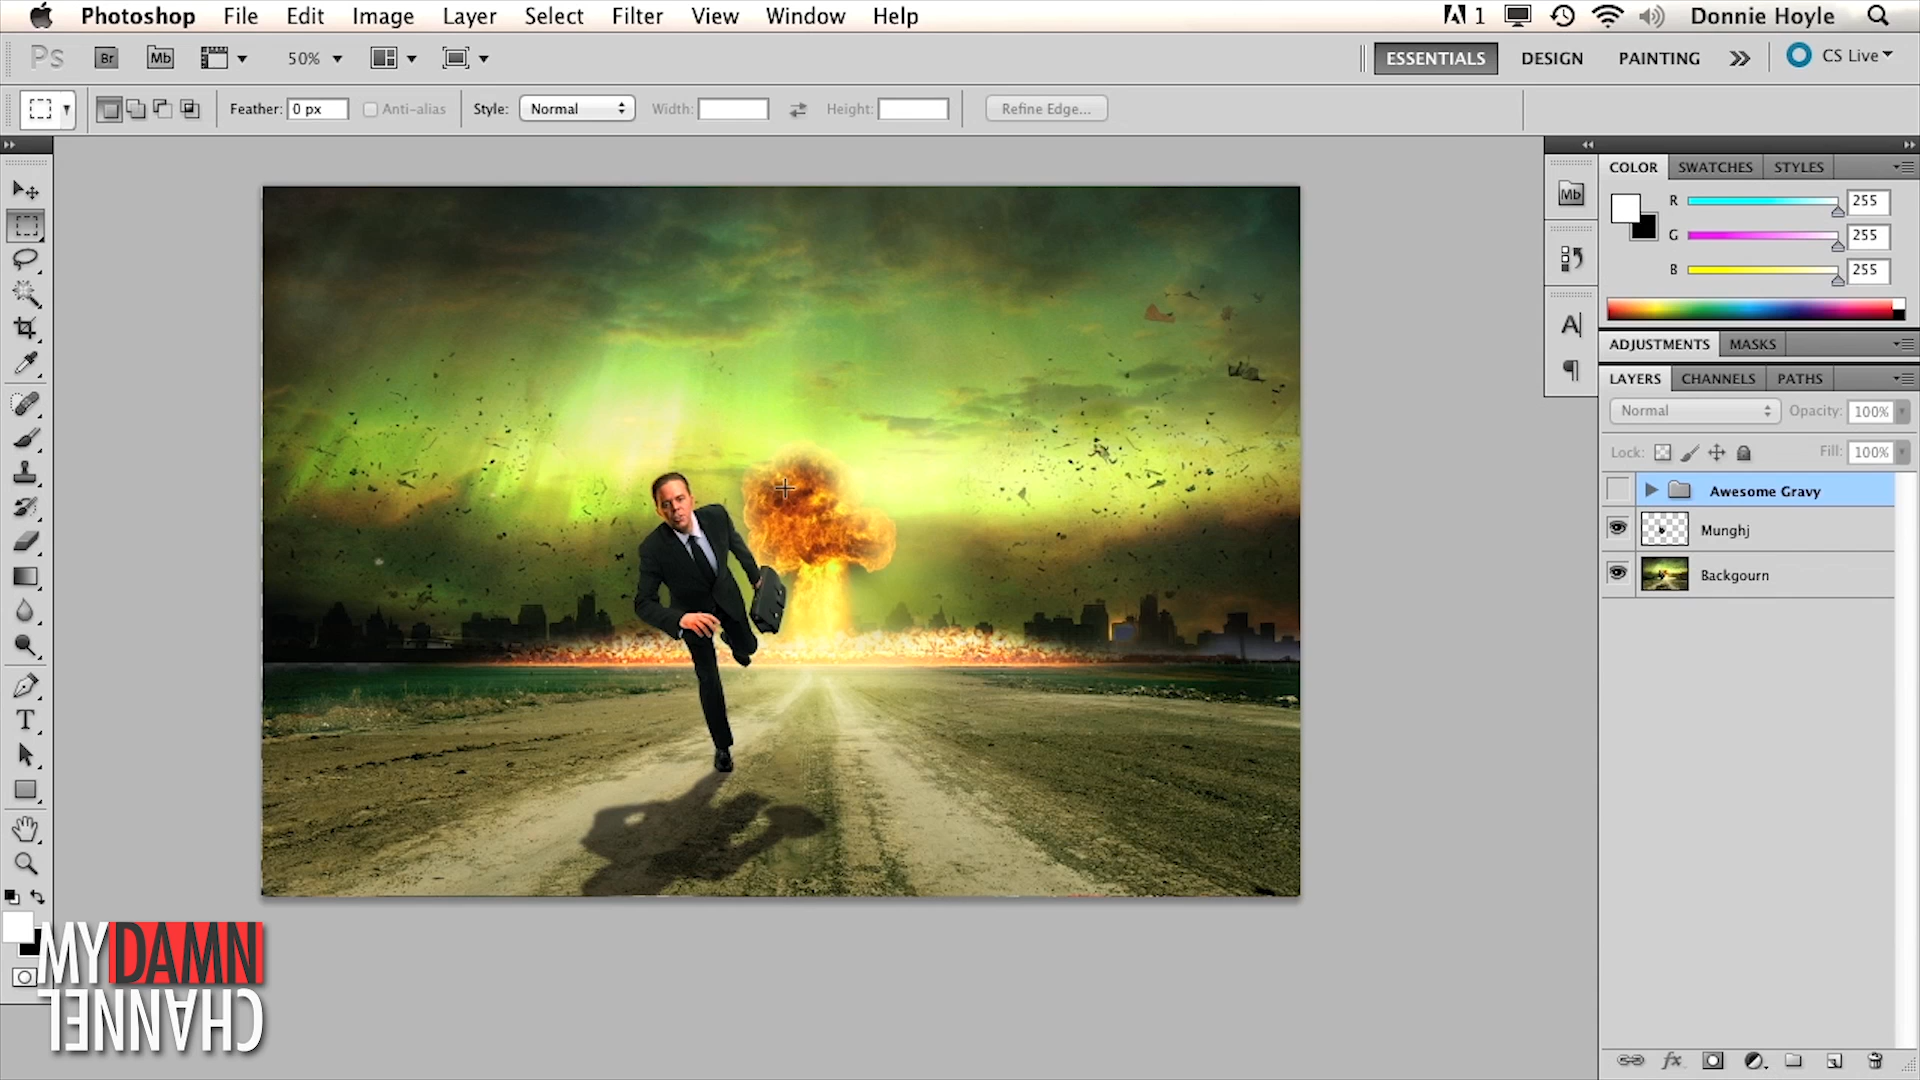 Photoshop File Edit Image Layer Select Filter View Window Help 1 Donnie Hoyle
Ps Br Mb 50% ESSENTIALS DESIGN PAINTING CS Live
Feather: 0 px Anti-alias Style: Normal Width: Height: Refine Edge...
COLOR SWATCHES STYLES
Mb
R 255
G 255
B 255
A
ADJUSTMENTS MASKS
LAYERS CHANNELS PATHS
Normal Opacity: 100%
Lock: Fill: 100%
Awesome Gravy
Munghj
Backgourn
T
MY DAMN
CHANNEL
fx